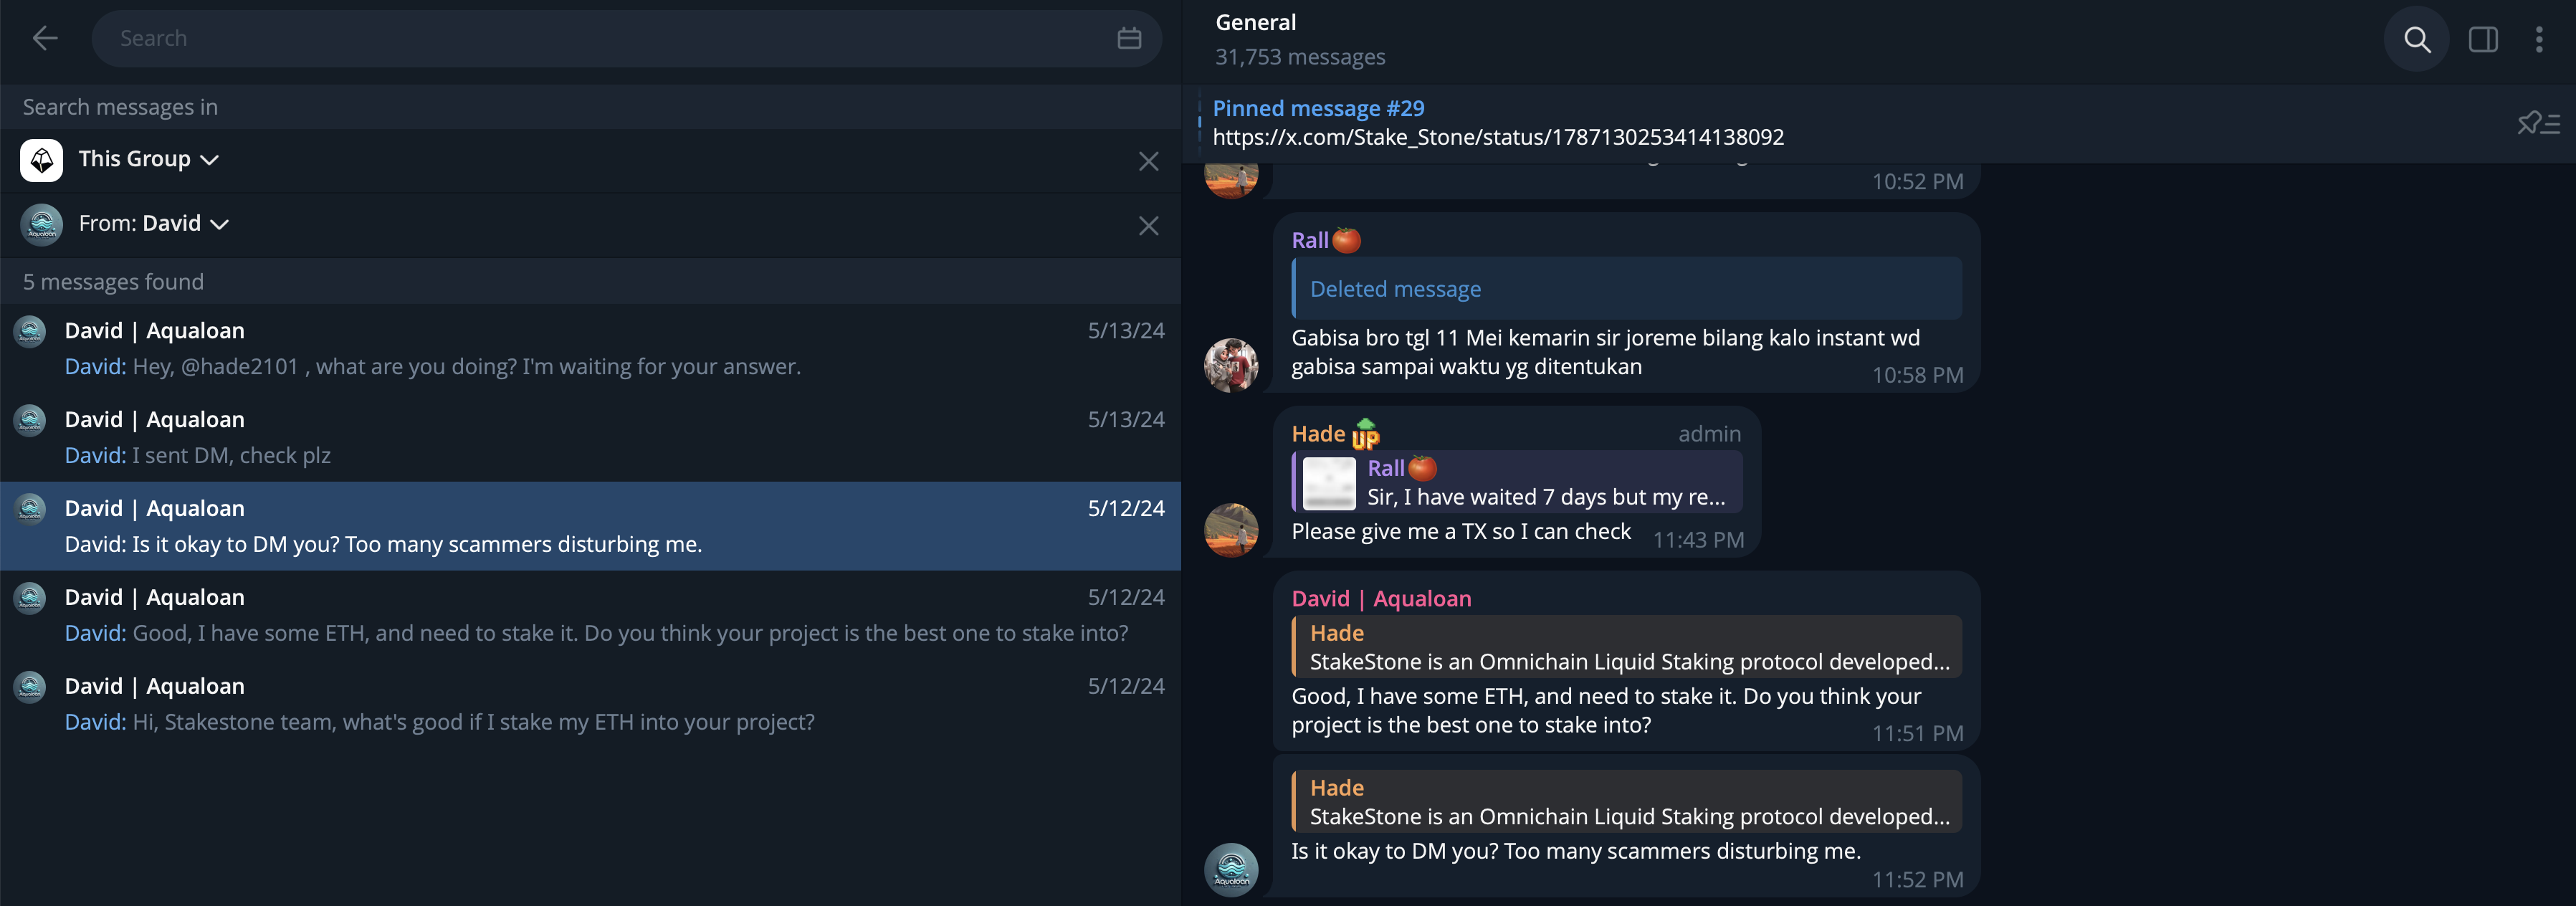 Search
Search messages in
This Group
From: David
5 messages found
David | Aqualoan 5/13/24
David: Hey, @hade2101 , what are you doing? I'm waiting for your answer.
David | Aqualoan 5/13/24
David: I sent DM, check plz
David | Aqualoan 5/12/24
David: Is it okay to DM you? Too many scammers disturbing me.
David | Aqualoan 5/12/24
David: Good, I have some ETH, and need to stake it. Do you think your project is the best one to stake into?
David | Aqualoan 5/12/24
David: Hi, Stakestone team, what's good if I stake my ETH into your project?
General
31,753 messages
Pinned message #29
https://x.com/Stake_Stone/status/1787130253414138092
10:52 PM
Rall
Deleted message
Gabisa bro tgl 11 Mei kemarin sir joreme bilang kalo instant wd
gabisa sampai waktu yg ditentukan
10:58 PM
Hade UP admin
Rall
Sir, I have waited 7 days but my re...
Please give me a TX so I can check
11:43 PM
David | Aqualoan
Hade
StakeStone is an Omnichain Liquid Staking protocol developed...
Good, I have some ETH, and need to stake it. Do you think your
project is the best one to stake into?
11:51 PM
Hade
StakeStone is an Omnichain Liquid Staking protocol developed...
Is it okay to DM you? Too many scammers disturbing me.
Aqualoan
11:52 PM